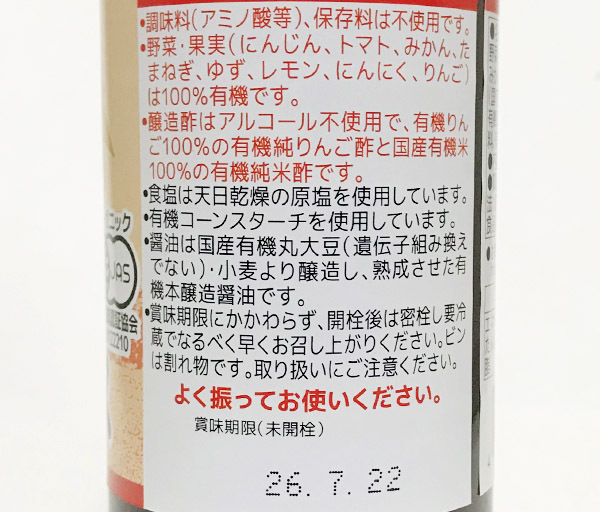 •調味料(アミノ酸等)、保存料は不使用です。
•野菜・果実(にんじん、トマト、みかん、た
まねぎ、ゆず、レモン、にんにく、りんご)
は100%有機です。
•醸造酢はアルコール不使用で、有機りん
ご100%の有機純りんご酢と国産有機米
100%の有機純米酢です。
•食塩は天日乾燥の原塩を使用しています。
•有機コーンスターチを使用しています。
•醤油は国産有機丸大豆(遺伝子組み換え
でない)・小麦より醸造し、熟成させた有
機本醸造醤油です。
•賞味期限にかかわらず、開栓後は密栓し要冷
蔵でなるべく早くお召し上がりください。ビン
は割れ物です。取り扱いにご注意ください。
よく振ってお使いください。
賞味期限(未開栓)
26.7.22
ニック
JAS
協会
210